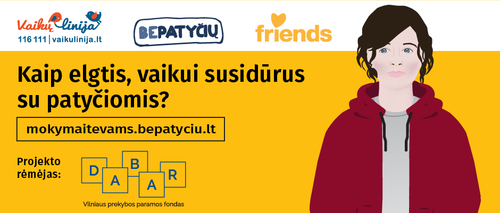 Vaikų linija
116 111 | vaikulinija.lt
BEPATYČIŲ
friends
Kaip elgtis, vaikui susidūrus
su patyčiomis?
mokymaitevams.bepatyciu.lt
Projekto
rėmėjas:
DABAR
Vilniaus prekybos paramos fondas